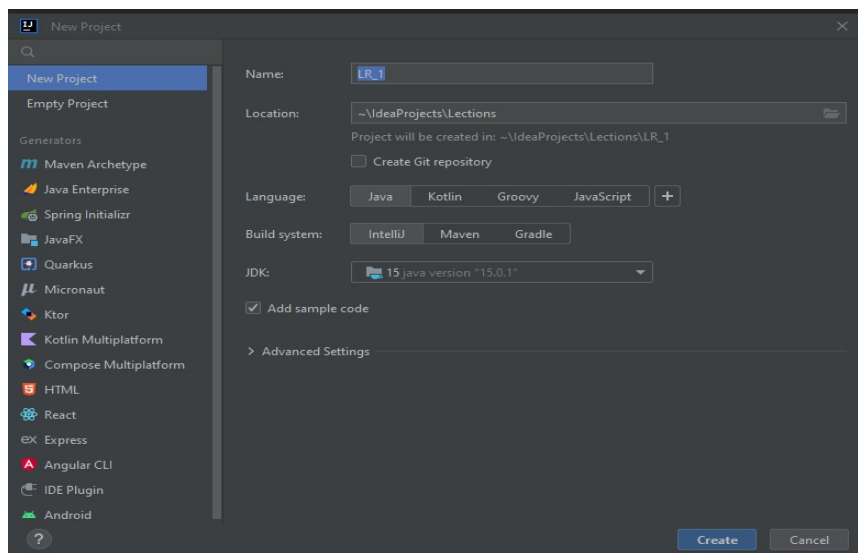 New Project
New Project
Empty Project
Generators
Maven Archetype
Java Enterprise
Spring Initializr
JavaFX
Quarkus
Micronaut
Ktor
Kotlin Multiplatform
Compose Multiplatform
HTML
React
Express
Angular CLI
IDE Plugin
Android
Name: LR_1
Location: ~\IdeaProjects\Lections
Project will be created in: ~\IdeaProjects\Lections\LR_1
Create Git repository
Language: Java Kotlin Groovy JavaScript +
Build system: IntelliJ Maven Gradle
JDK: 15 java version "15.0.1"
Add sample code
Advanced Settings
? Create Cancel